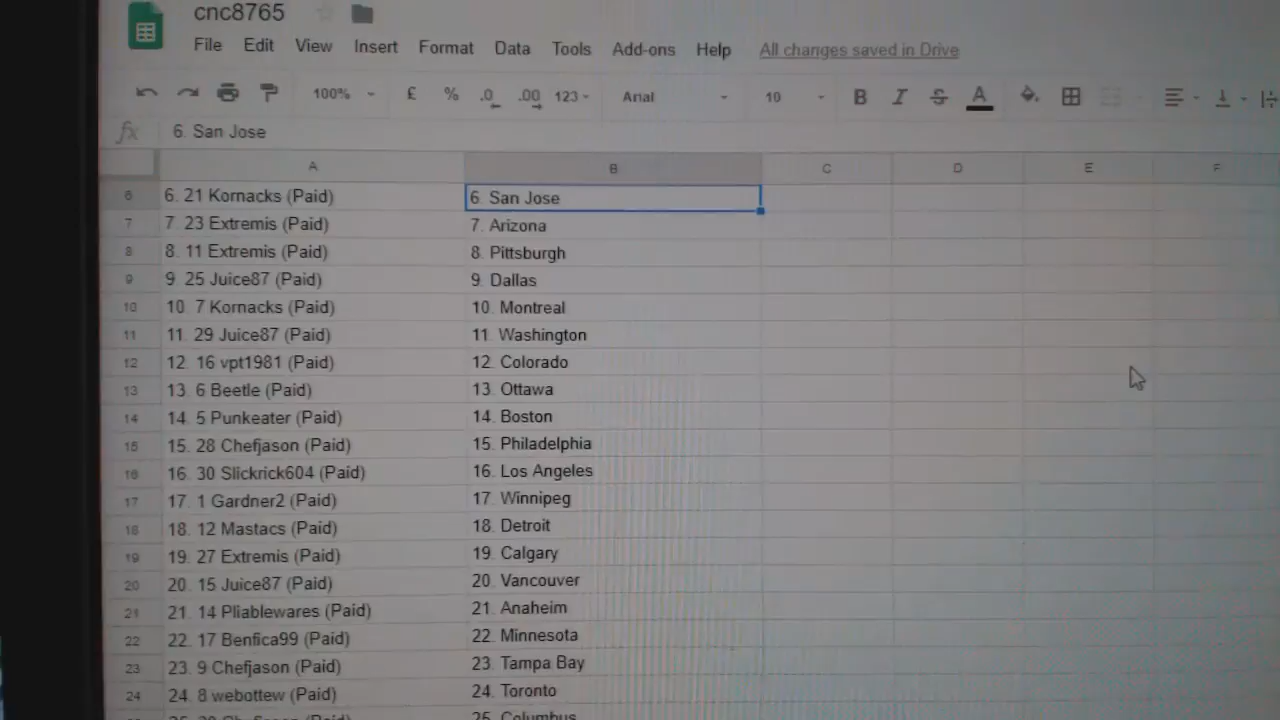 cnc8765
File Edit View Insert Format Data Tools Add-ons Help All changes saved in Drive
100% £ % .0 .00 123 Arial 10 B I S A
fx 6. San Jose
A B C D E F
6 6. 21 Kornacks (Paid) 6. San Jose
7 7. 23 Extremis (Paid) 7. Arizona
8 8. 11 Extremis (Paid) 8. Pittsburgh
9 9. 25 Juice87 (Paid) 9. Dallas
10 10. 7 Kornacks (Paid) 10. Montreal
11 11. 29 Juice87 (Paid) 11. Washington
12 12. 16 vpt1981 (Paid) 12. Colorado
13 13. 6 Beetle (Paid) 13. Ottawa
14 14. 5 Punkeater (Paid) 14. Boston
15 15. 28 Chefjason (Paid) 15. Philadelphia
16 16. 30 Slickrick604 (Paid) 16. Los Angeles
17 17. 1 Gardner2 (Paid) 17. Winnipeg
18 18. 12 Mastacs (Paid) 18. Detroit
19 19. 27 Extremis (Paid) 19. Calgary
20 20. 15 Juice87 (Paid) 20. Vancouver
21 21. 14 Pliablewares (Paid) 21. Anaheim
22 22. 17 Benfica99 (Paid) 22. Minnesota
23 23. 9 Chefjason (Paid) 23. Tampa Bay
24 24. 8 webottew (Paid) 24. Toronto
25. Columbus